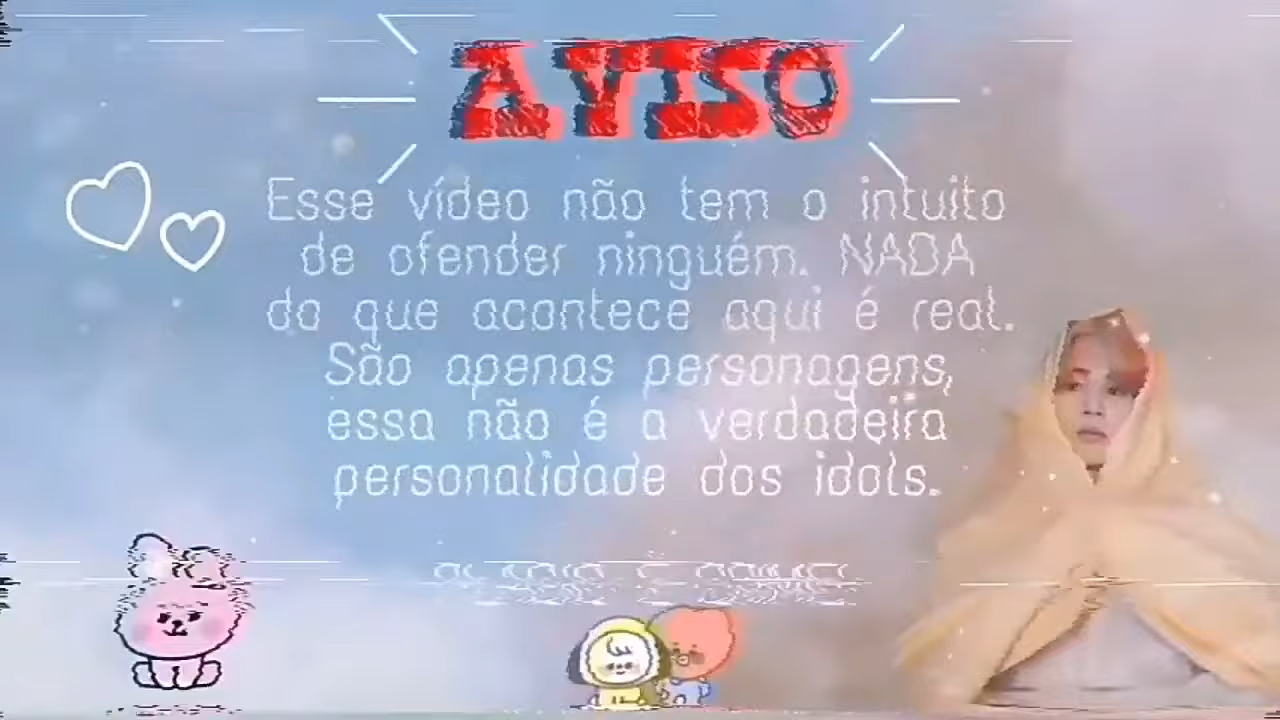 AVISO
Esse vídeo não tem o intuito
de ofender ninguém. NADA
do que acontece aqui é real.
São apenas personagens,
essa não é a verdadeira
personalidade dos idols.